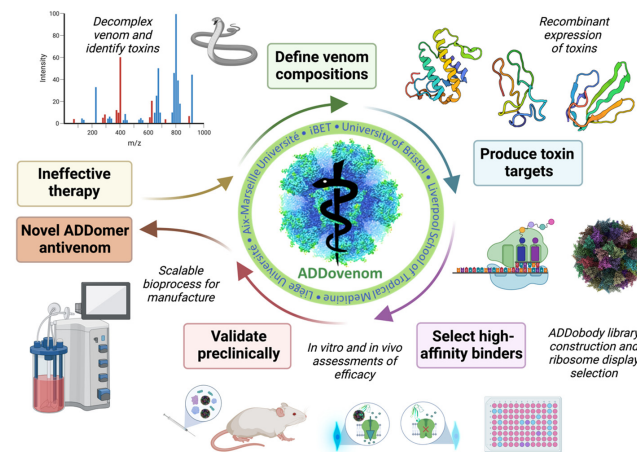 Decomplex
venom and
identify toxins
Intensity
100
80
60
40
20
0
200
400
600
800
1000
m/z
Define venom
compositions
Recombinant
expression
of toxins
Produce toxin
targets
ADDobody library
construction and
ribosome display
selection
Select high-
affinity binders
In vitro and in vivo
assessments of
efficacy
Validate
preclinically
Scalable
bioprocess for
manufacture
Novel ADDomer
antivenom
Ineffective
therapy
Aix-Marseille Université • iBET • University of Bristol • Liverpool School of Tropical Medicine • Liege Université •
ADDovenom